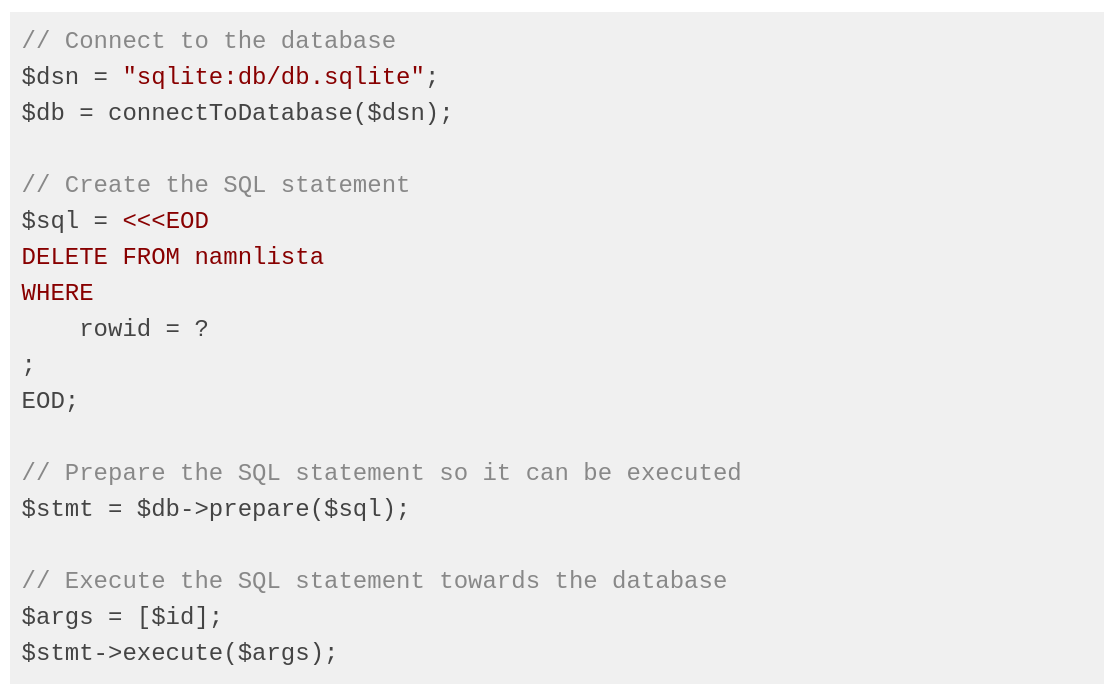 // Connect to the database
$dsn = "sqlite:db/db.sqlite";
$db = connectToDatabase($dsn);

// Create the SQL statement
$sql = <<<EOD
DELETE FROM namnlista
WHERE
    rowid = ?
;
EOD;

// Prepare the SQL statement so it can be executed
$stmt = $db->prepare($sql);

// Execute the SQL statement towards the database
$args = [$id];
$stmt->execute($args);